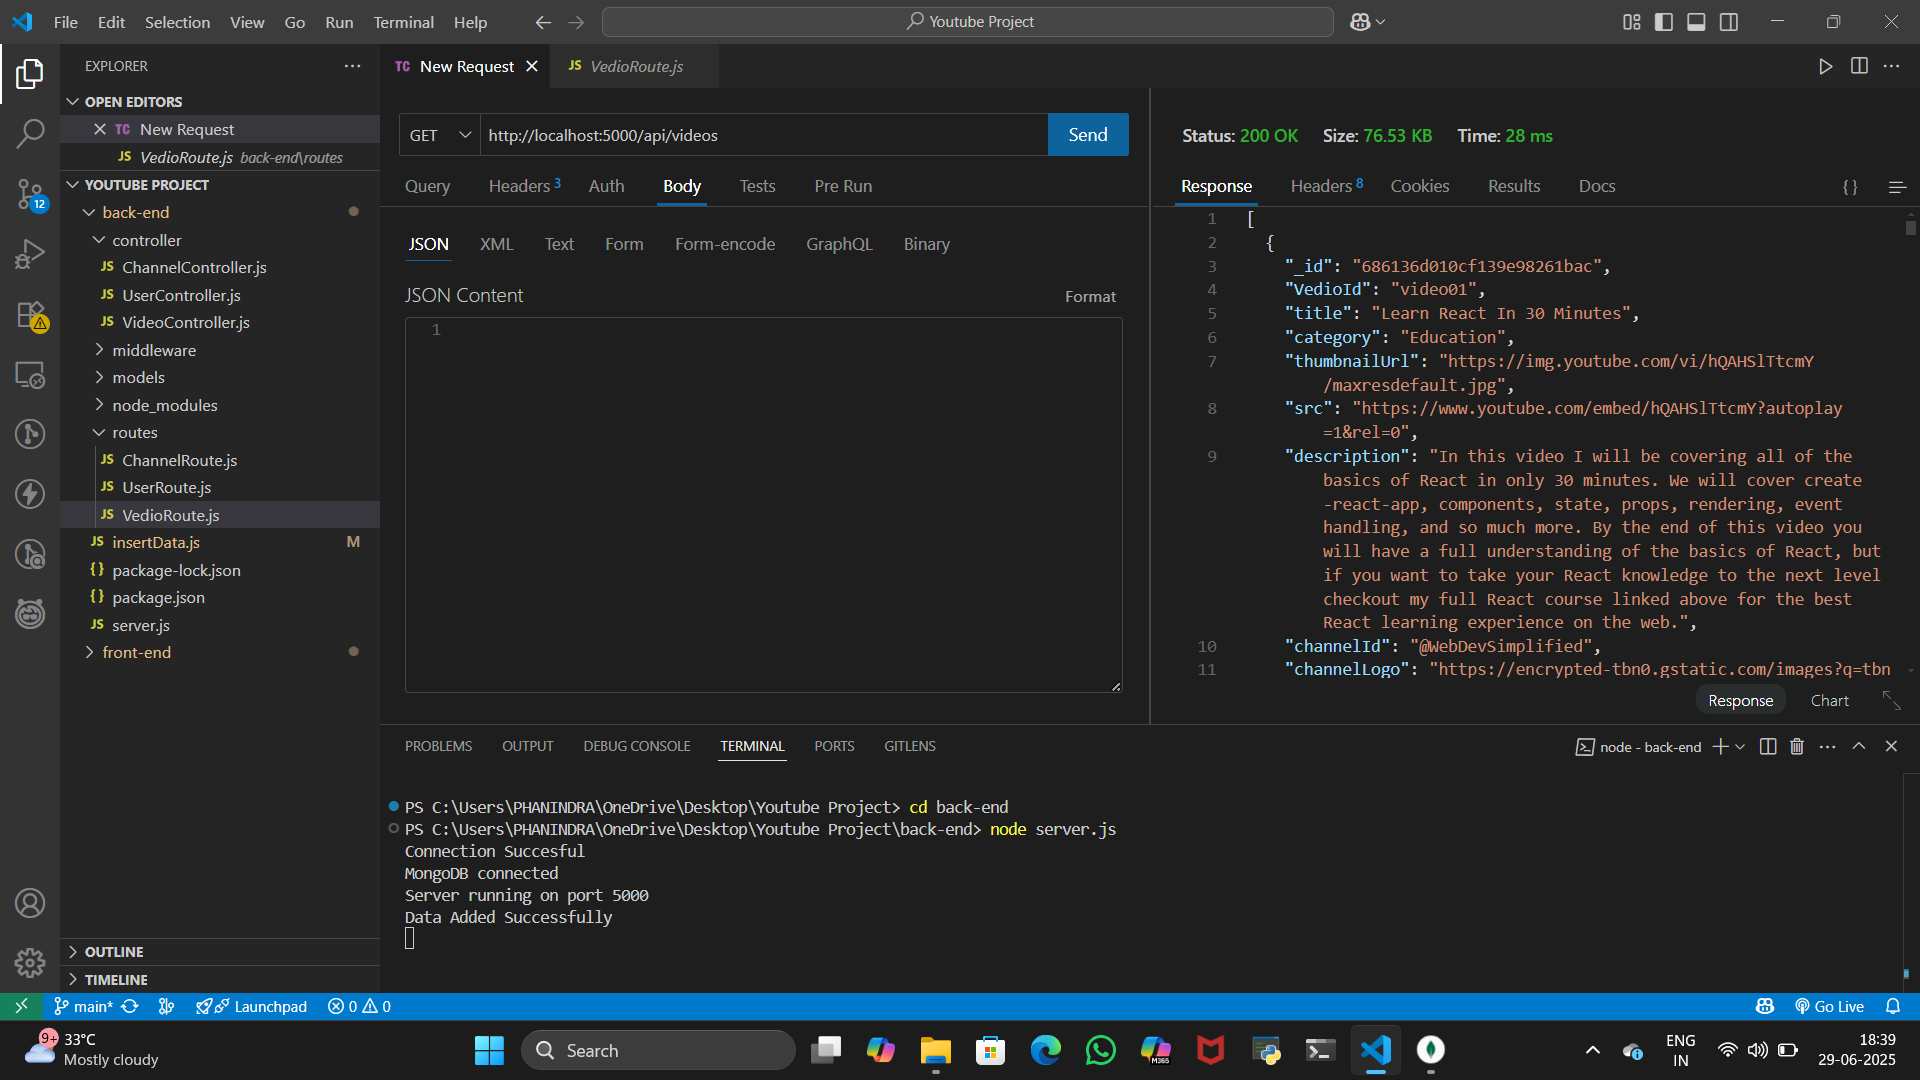 File Edit Selection View Go Run Terminal Help
Youtube Project
EXPLORER
OPEN EDITORS
TC New Request
JS VedioRoute.js back-end\routes
YOUTUBE PROJECT
back-end
controller
JS ChannelController.js
JS UserController.js
JS VideoController.js
middleware
models
node_modules
routes
JS ChannelRoute.js
JS UserRoute.js
JS VedioRoute.js
JS insertData.js M
{} package-lock.json
{} package.json
JS server.js
front-end
OUTLINE
TIMELINE
12
TC New Request
JS VedioRoute.js
GET http://localhost:5000/api/videos Send
Query Headers 3 Auth Body Tests Pre Run
JSON XML Text Form Form-encode GraphQL Binary
JSON Content Format
1
Status: 200 OK Size: 76.53 KB Time: 28 ms
Response Headers 8 Cookies Results Docs {}
1 [
2 {
3 "_id": "686136d010cf139e98261bac",
4 "VedioId": "video01",
5 "title": "Learn React In 30 Minutes",
6 "category": "Education",
7 "thumbnailUrl": "https://img.youtube.com/vi/hQAHSlTtcmY
/maxresdefault.jpg",
8 "src": "https://www.youtube.com/embed/hQAHSlTtcmY?autoplay
=1&rel=0",
9 "description": "In this video I will be covering all of the
basics of React in only 30 minutes. We will cover create
-react-app, components, state, props, rendering, event
handling, and so much more. By the end of this video you
will have a full understanding of the basics of React, but
if you want to take your React knowledge to the next level
checkout my full React course linked above for the best
React learning experience on the web.",
10 "channelId": "@WebDevSimplified",
11 "channelLogo": "https://encrypted-tbn0.gstatic.com/images?q=tbn
Response Chart
PROBLEMS OUTPUT DEBUG CONSOLE TERMINAL PORTS GITLENS
node - back-end
PS C:\Users\PHANINDRA\OneDrive\Desktop\Youtube Project> cd back-end
PS C:\Users\PHANINDRA\OneDrive\Desktop\Youtube Project\back-end> node server.js
Connection Succesful
MongoDB connected
Server running on port 5000
Data Added Successfully
main* Launchpad 0 0 Go Live
9+ 33°C
Mostly cloudy
Search
M365
ENG
IN
18:39
29-06-2025